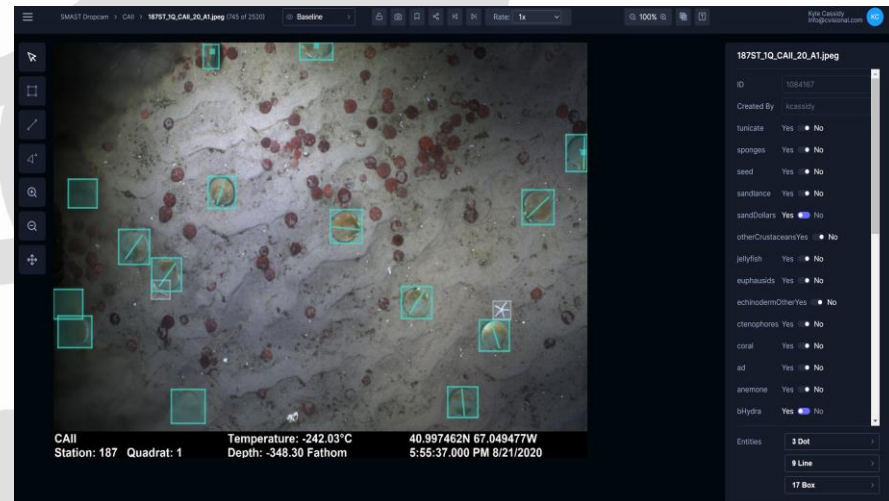 SMAST Dropcam > CAII > 187ST_1Q_CAII_20_A1.jpeg (745 of 2520) Baseline Rate: 1x 100% Kyle Cassidy
info@cvisional.com KC
187ST_1Q_CAII_20_A1.jpeg
ID 1084167
Created By kcassidy
tunicate Yes No
sponges Yes No
seed Yes No
sandlance Yes No
sandDollars Yes No
otherCrustaceansYes No
jellyfish Yes No
euphausids Yes No
echinodermOtherYes No
ctenophores Yes No
coral Yes No
ad Yes No
anemone Yes No
bHydra Yes No
Entities 3 Dot
9 Line
17 Box
CAII Temperature: -242.03°C 40.997462N 67.049477W
Station: 187 Quadrat: 1 Depth: -348.30 Fathom 5:55:37.000 PM 8/21/2020